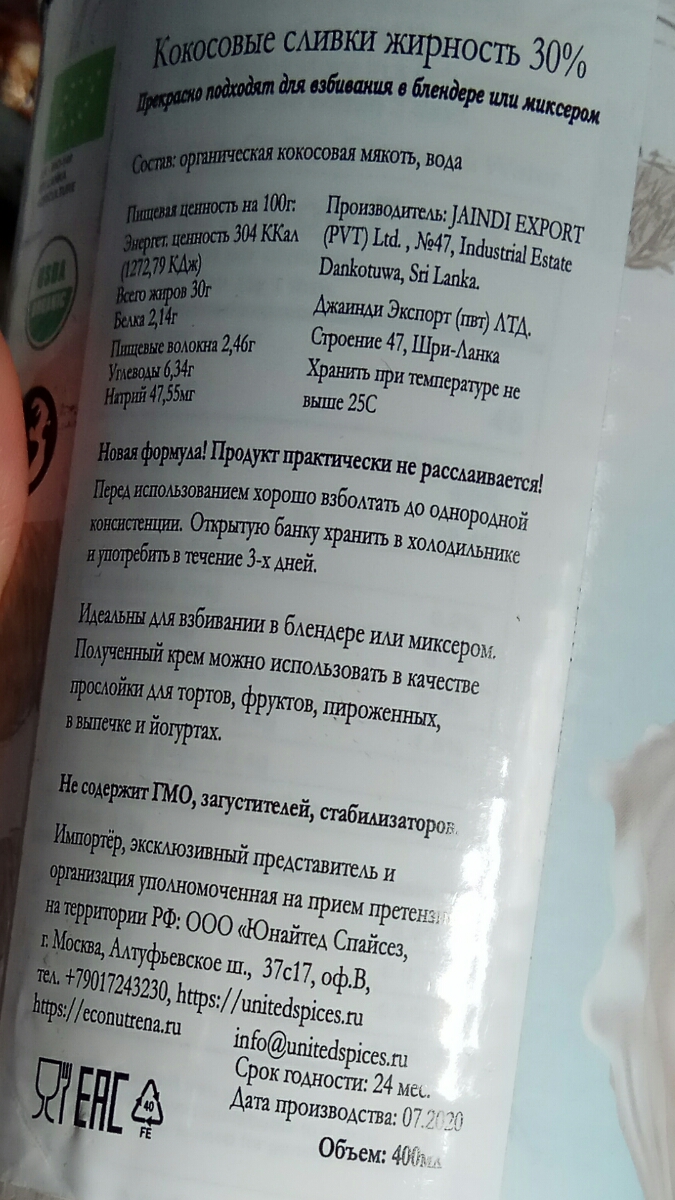 Кокосовые сливки жирность 30%
Прекрасно подходят для взбивания в блендере или миксером
Состав: органическая кокосовая мякоть, вода
Пищевая ценность на 100г:
Энергет. ценность 304 ККал
(1272,79 КДж)
Всего жиров 30г
Белка 2,14г
Пищевые волокна 2,46г
Углеводы 6,34г
Натрий 47,55мг
Производитель: JAINDI EXPORT
(PVT) Ltd. , №47, Industrial Estate
Dankotuwa, Sri Lanka.
Джаинди Экспорт (пвт) ЛТД.
Строение 47, Шри-Ланка
Хранить при температуре не
выше 25С
Новая формула! Продукт практически не расслаивается!
Перед использованием хорошо взболтать до однородной
консистенции. Открытую банку хранить в холодильнике
и употребить в течение 3-х дней.
Идеальны для взбивании в блендере или миксером.
Полученный крем можно использовать в качестве
прослойки для тортов, фруктов, пироженных,
в выпечке и йогуртах.
Не содержит ГМО, загустителей, стабилизаторов.
Импортёр, эксклюзивный представитель и
организация уполномоченная на прием
на территории РФ: ООО «Юнайтед Спайсез,
г. Москва, Алтуфьевское ш., 37с17, оф.В,
тел. +79017243230, https://unitedspices.ru
https://econutrena.ru
info@unitedspices.ru
Срок годности: 24 мес.
Дата производства: 07.2020
Объем: 400мл
EAC
40
FE
USDA
ORGANIC